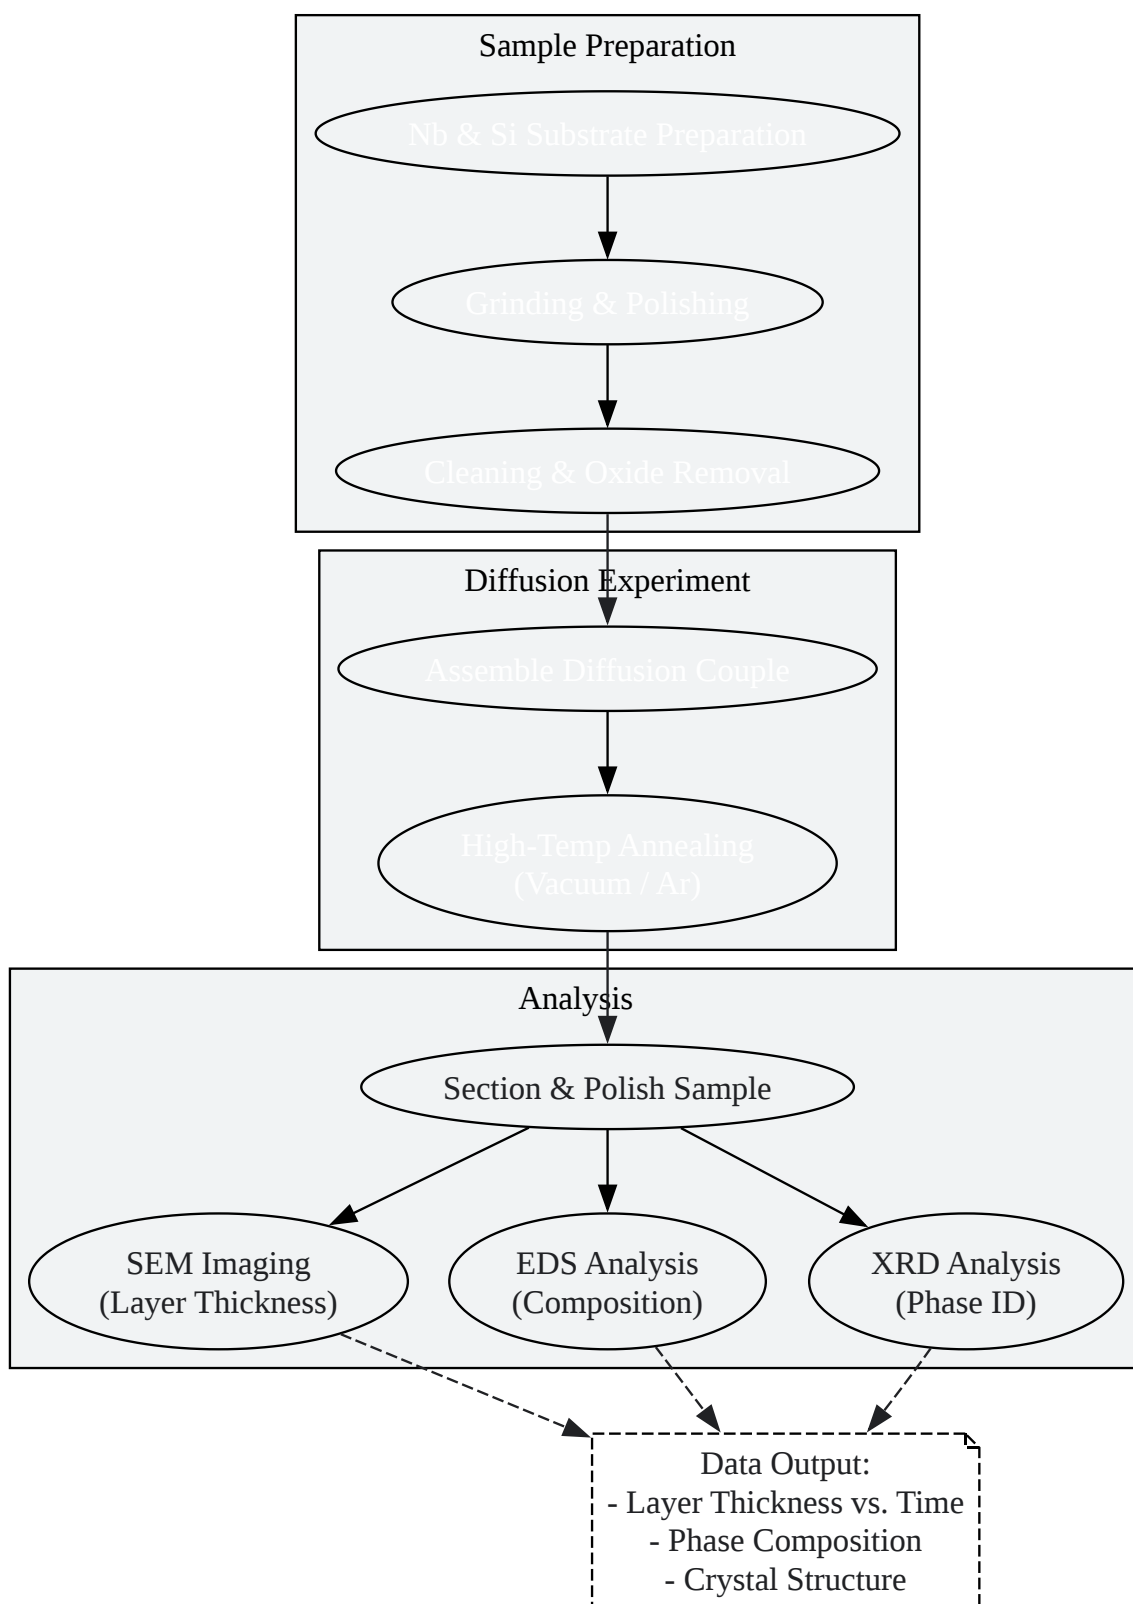 Sample Preparation
Nb & Si Substrate Preparation
Grinding & Polishing
Cleaning & Oxide Removal
Diffusion Experiment
Assemble Diffusion Couple
High-Temp Annealing
(Vacuum / Ar)
Analysis
Section & Polish Sample
SEM Imaging
(Layer Thickness)
EDS Analysis
(Composition)
XRD Analysis
(Phase ID)
Data Output:
- Layer Thickness vs. Time
- Phase Composition
- Crystal Structure